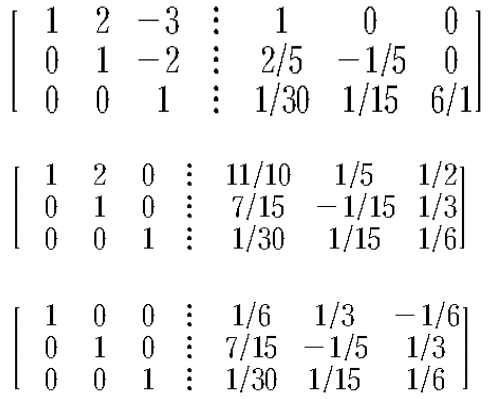 1 2 −3 ⋮ 1 0 0
0 1 −2 ⋮ 2/5 −1/5 0
0 0 1 ⋮ 1/30 1/15 6/1
1 2 0 ⋮ 11/10 1/5 1/2
0 1 0 ⋮ 7/15 −1/15 1/3
0 0 1 ⋮ 1/30 1/15 1/6
1 0 0 ⋮ 1/6 1/3 −1/6
0 1 0 ⋮ 7/15 −1/5 1/3
0 0 1 ⋮ 1/30 1/15 1/6